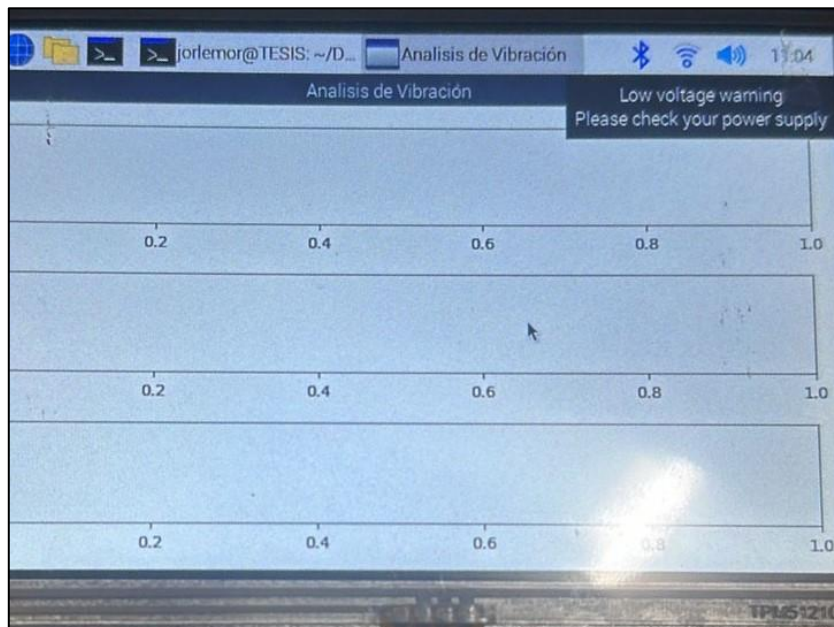 jorlemor@TESIS: ~/D... Analisis de Vibración 11:04
Analisis de Vibración
Low voltage warning
Please check your power supply
0.2 0.4 0.6 0.8 1.0
0.2 0.4 0.6 0.8 1.0
0.2 0.4 0.6 0.8 1.0